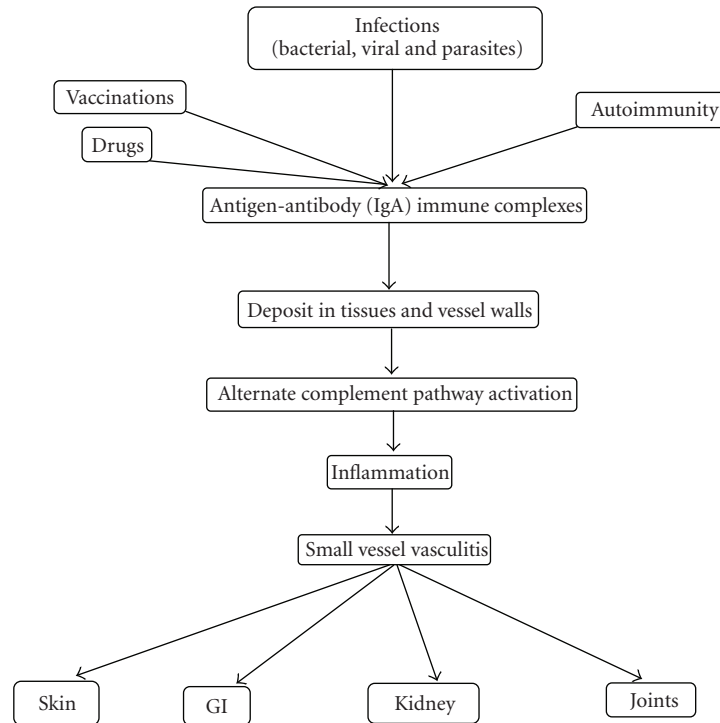 Infections
(bacterial, viral and parasites)
Vaccinations
Autoimmunity
Drugs
Antigen-antibody (IgA) immune complexes
Deposit in tissues and vessel walls
Alternate complement pathway activation
Inflammation
Small vessel vasculitis
Skin
GI
Kidney
Joints